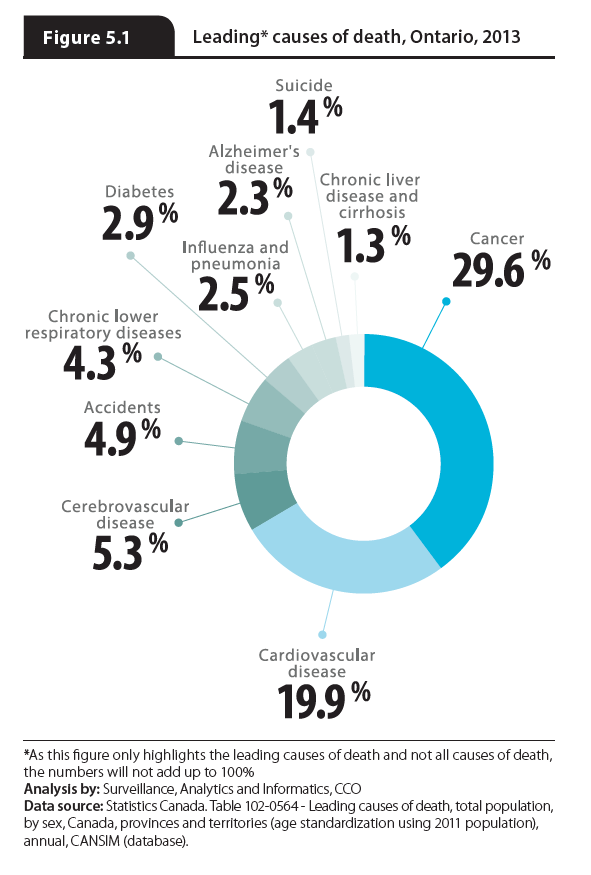 Figure 5.1
Leading* causes of death, Ontario, 2013
Suicide
1.4%
Alzheimer's
disease
2.3%
Chronic liver
disease and
cirrhosis
1.3%
Diabetes
2.9%
Influenza and
pneumonia
2.5%
Cancer
29.6%
Chronic lower
respiratory diseases
4.3%
Accidents
4.9%
Cerebrovascular
disease
5.3%
Cardiovascular
disease
19.9%
*As this figure only highlights the leading causes of death and not all causes of death,
the numbers will not add up to 100%
Analysis by: Surveillance, Analytics and Informatics, CCO
Data source: Statistics Canada. Table 102-0564 - Leading causes of death, total population,
by sex, Canada, provinces and territories (age standardization using 2011 population),
annual, CANSIM (database).